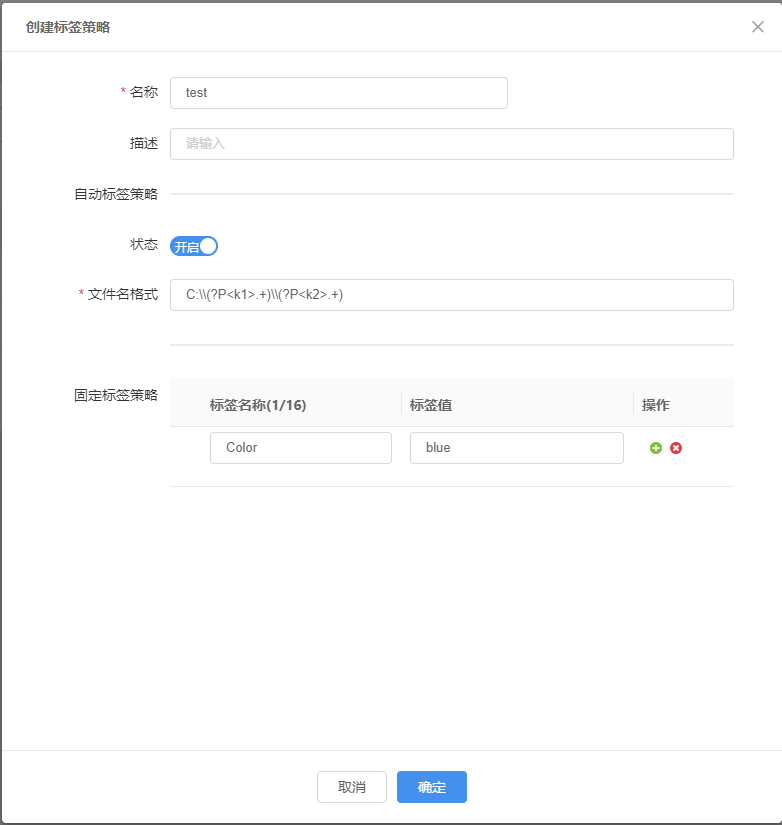 创建标签策略
* 名称 test
描述 请输入
自动标签策略
状态 开启
* 文件名格式 C:\\(?P<k1>.+)\\(?P<k2>.+)
固定标签策略
标签名称(1/16) 标签值 操作
Color blue
取消 确定